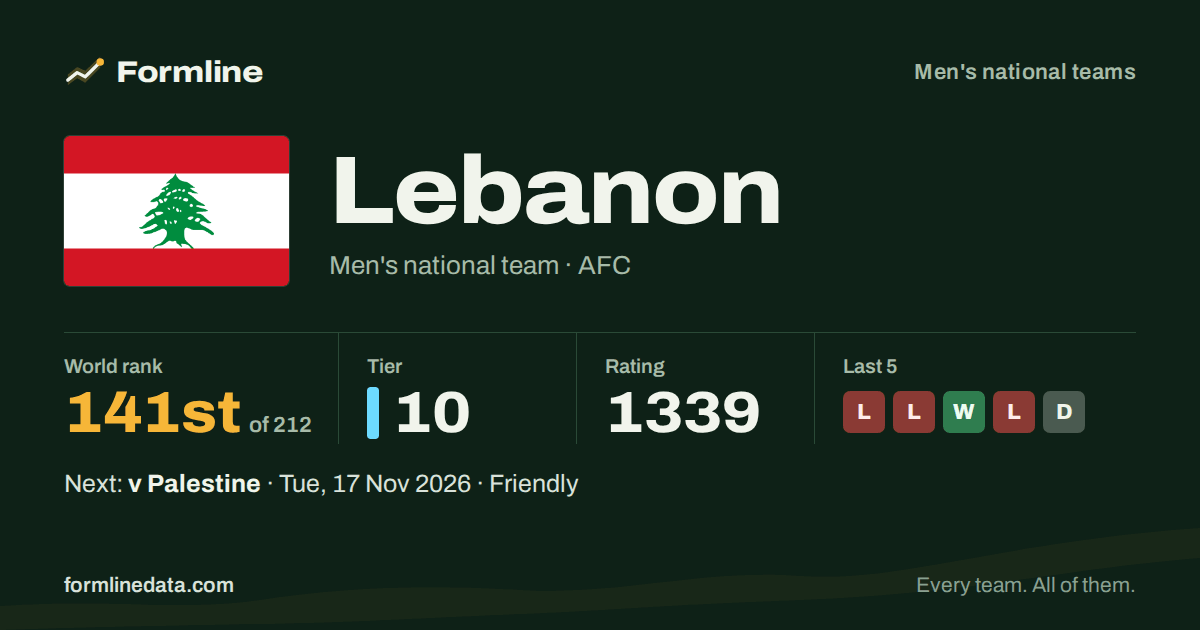 Formline
Men's national teams
Lebanon
Men's national team · AFC
World rank
141st of 212
Tier
10
Rating
1339
Last 5
L L W L D
Next: v Palestine · Tue, 17 Nov 2026 · Friendly
formlinedata.com
Every team. All of them.